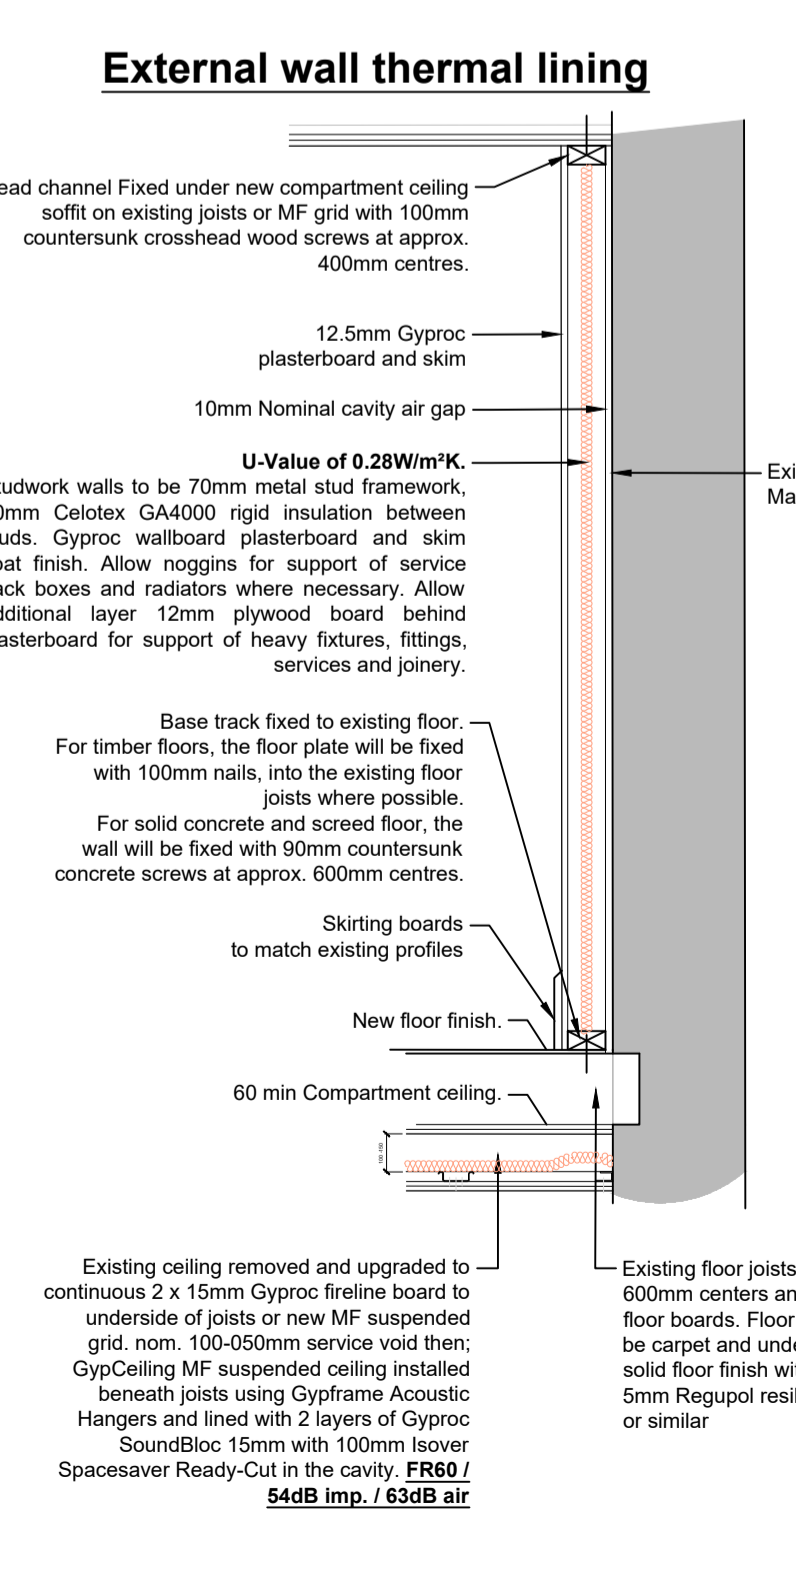 External wall thermal lining
ead channel Fixed under new compartment ceiling
soffit on existing joists or MF grid with 100mm
countersunk crosshead wood screws at approx.
400mm centres.
12.5mm Gyproc
plasterboard and skim
10mm Nominal cavity air gap
U-Value of 0.28W/m²K.
tudwork walls to be 70mm metal stud framework,
0mm Celotex GA4000 rigid insulation between
uds. Gyproc wallboard plasterboard and skim
oat finish. Allow noggins for support of service
ack boxes and radiators where necessary. Allow
dditional layer 12mm plywood board behind
asterboard for support of heavy fixtures, fittings,
services and joinery.
Exi
Ma
Base track fixed to existing floor.
For timber floors, the floor plate will be fixed
with 100mm nails, into the existing floor
joists where possible.
For solid concrete and screed floor, the
wall will be fixed with 90mm countersunk
concrete screws at approx. 600mm centres.
Skirting boards
to match existing profiles
New floor finish.
60 min Compartment ceiling.
Existing ceiling removed and upgraded to
continuous 2 x 15mm Gyproc fireline board to
underside of joists or new MF suspended
grid. nom. 100-050mm service void then;
GypCeiling MF suspended ceiling installed
beneath joists using Gypframe Acoustic
Hangers and lined with 2 layers of Gyproc
SoundBloc 15mm with 100mm Isover
Spacesaver Ready-Cut in the cavity. FR60 /
54dB imp. / 63dB air
Existing floor joists
600mm centers an
floor boards. Floor
be carpet and unde
solid floor finish wi
5mm Regupol resil
or similar